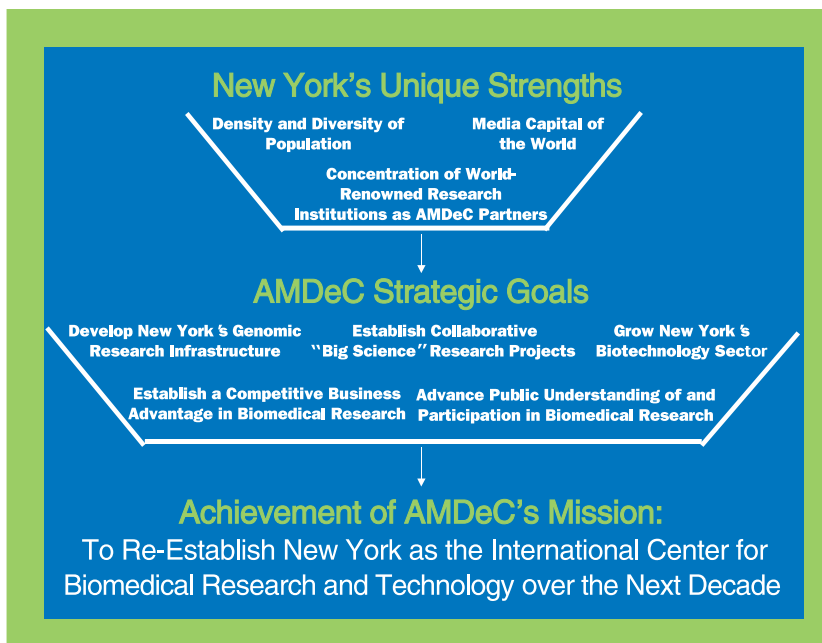 New York's Unique Strengths
Density and Diversity of
Population
Media Capital of
the World
Concentration of World-
Renowned Research
Institutions as AMDeC Partners
AMDeC Strategic Goals
Develop New York's Genomic
Research Infrastructure
Establish Collaborative
"Big Science" Research Projects
Grow New York's
Biotechnology Sector
Establish a Competitive Business
Advantage in Biomedical Research
Advance Public Understanding of and
Participation in Biomedical Research
Achievement of AMDeC's Mission:
To Re-Establish New York as the International Center for
Biomedical Research and Technology over the Next Decade